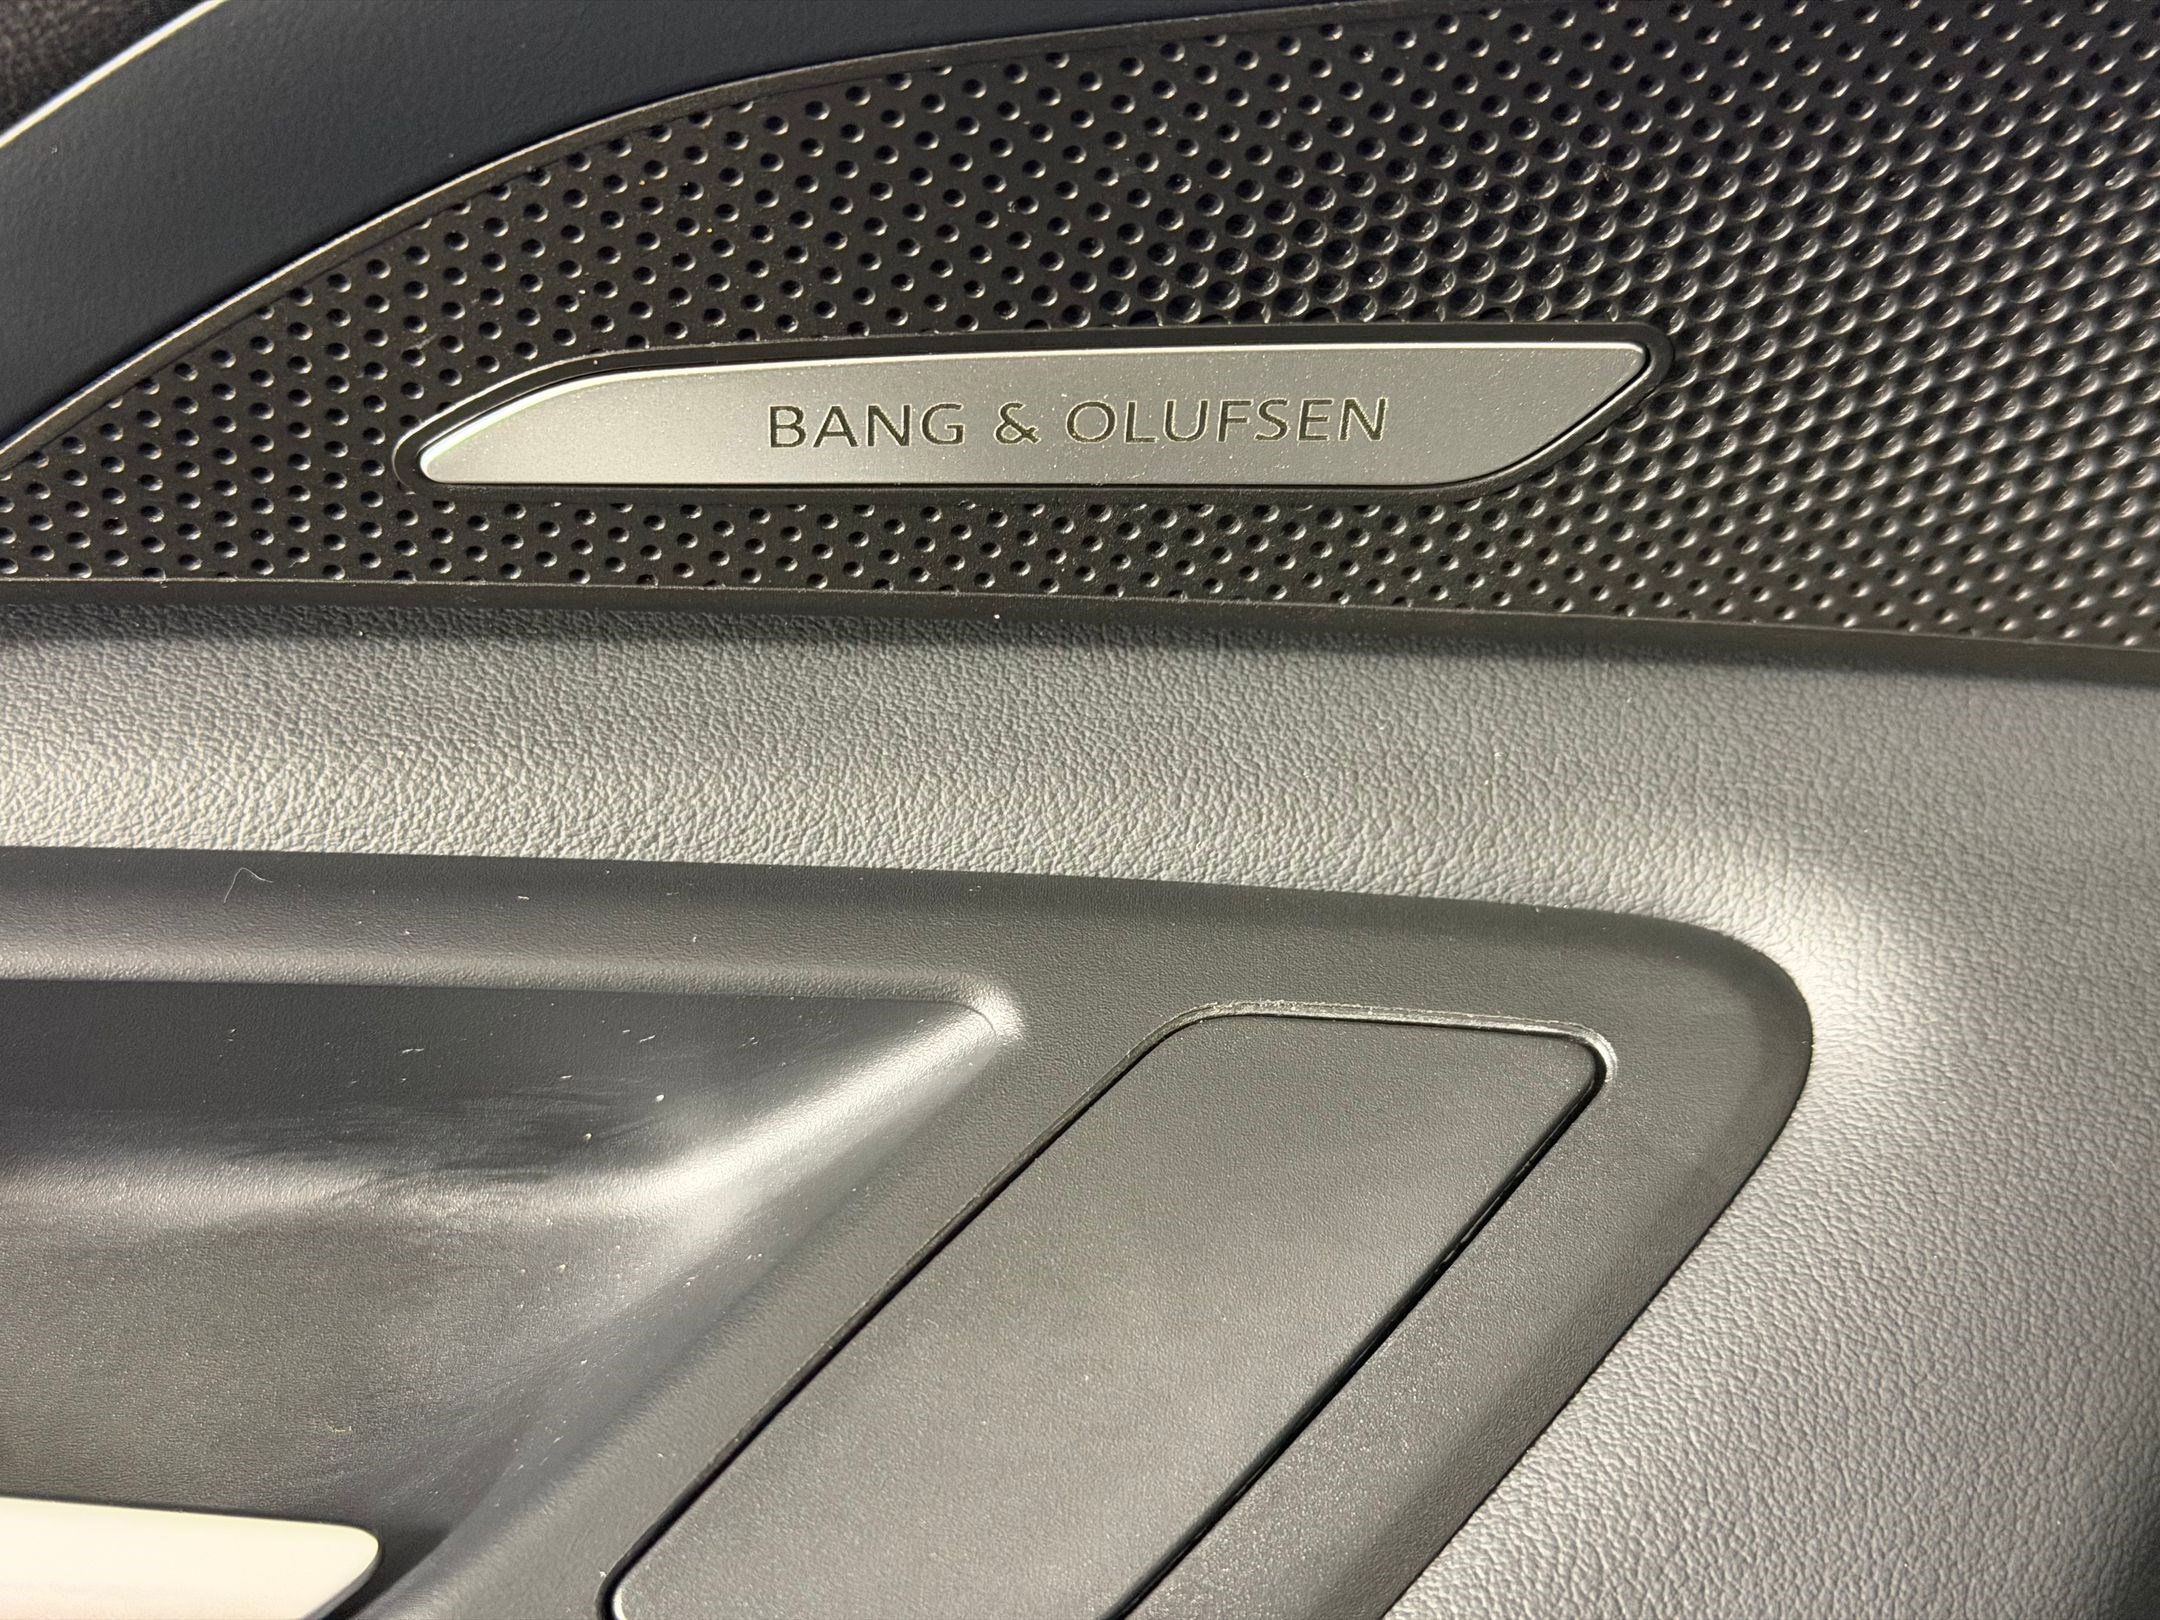 BANG & OLUFSEN